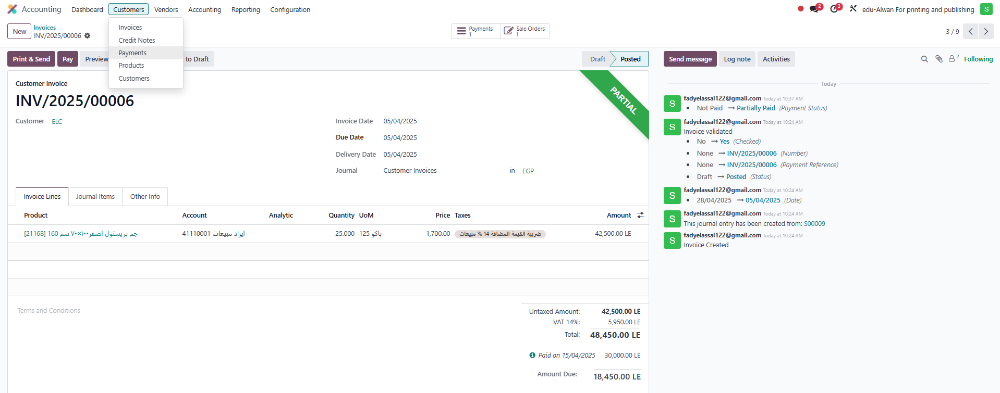 Accounting Dashboard Customers Vendors Accounting Reporting Configuration 2 3 edu-Alwan For printing and publishing S
New Invoices
INV/2025/00006
Payments 1
Sale Orders 1
3 / 9
Invoices
Credit Notes
Payments
Products
Customers
Print & Send Pay Preview to Draft Draft Posted
Send message Log note Activities 2 Following
Customer Invoice
INV/2025/00006
PARTIAL
Customer ELC
Invoice Date 05/04/2025
Due Date 05/04/2025
Delivery Date 05/04/2025
Journal Customer Invoices in EGP
Invoice Lines Journal Items Other Info
Product Account Analytic Quantity UoM Price Taxes Amount
[21168] جم بريستول اصفر١٠٠×٧٠ سم 160 41110001 ايراد مبيعات 25.000 باكو 125 1,700.00 ضريبة القيمة المضافة 14 % مبيعات 42,500.00 LE
Terms and Conditions
Untaxed Amount: 42,500.00 LE
VAT 14%: 5,950.00 LE
Total: 48,450.00 LE
Paid on 15/04/2025 30,000.00 LE
Amount Due: 18,450.00 LE
Today
S
fadyelassal122@gmail.com Today at 10:37 AM
Not Paid → Partially Paid (Payment Status)
S
fadyelassal122@gmail.com Today at 10:24 AM
Invoice validated
No → Yes (Checked)
None → INV/2025/00006 (Number)
None → INV/2025/00006 (Payment Reference)
Draft → Posted (Status)
S
fadyelassal122@gmail.com Today at 10:24 AM
28/04/2025 → 05/04/2025 (Date)
S
fadyelassal122@gmail.com Today at 10:24 AM
This journal entry has been created from: S00009
S
fadyelassal122@gmail.com Today at 10:24 AM
Invoice Created